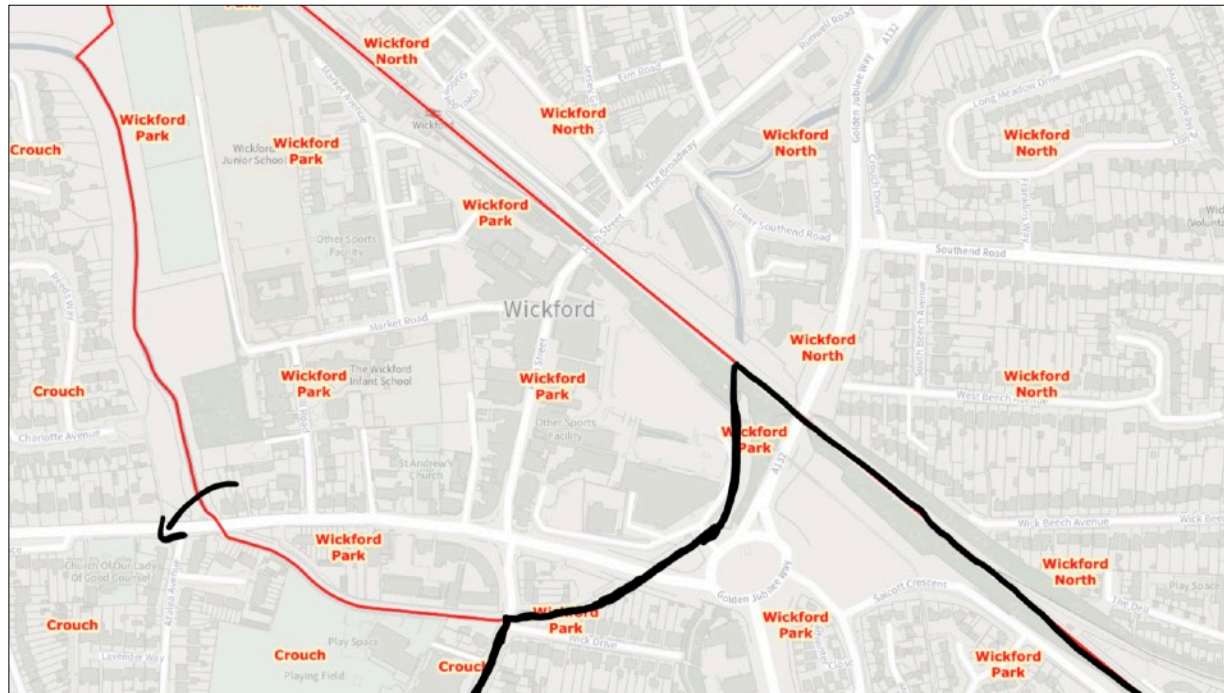 Park
Wickford
North
Runwell Road
A132
Golden Jubilee Way
Long Meadow Drive
Elm Road
Market Avenue
Wickford
Wickford
Park
Crouch
Wickford
Junior School
Wickford
Park
Wickford
North
Wickford
North
Wickford
North
Crouch Drive
The Broadway
Wickford
Park
Lower Southend Road
Southend Road
Other Sports
Facility
Wickford
Market Road
South Beech Avenue
Wickford
North
Crouch
Wickford
Park
The Wickford
Infant School
Wickford
Park
Wickford
North
West Beech Avenue
Charlotte Avenue
Other Sports
Facility
Wickford
Park
A132
St Andrew's
Church
Wick Beech Avenue
Wickford
Park
Church Of Our Lady
Of Good Counsel
Azalea Avenue
Golden Jubilee Way
Salcott Crescent
Wickford
North
Play Space
The Dell
Crouch
Wickford
Park
Wickford
Park
Wick Drive
Play Space
Lavender Way
Crouch
Playing Field
Crouch
Wickford
Park